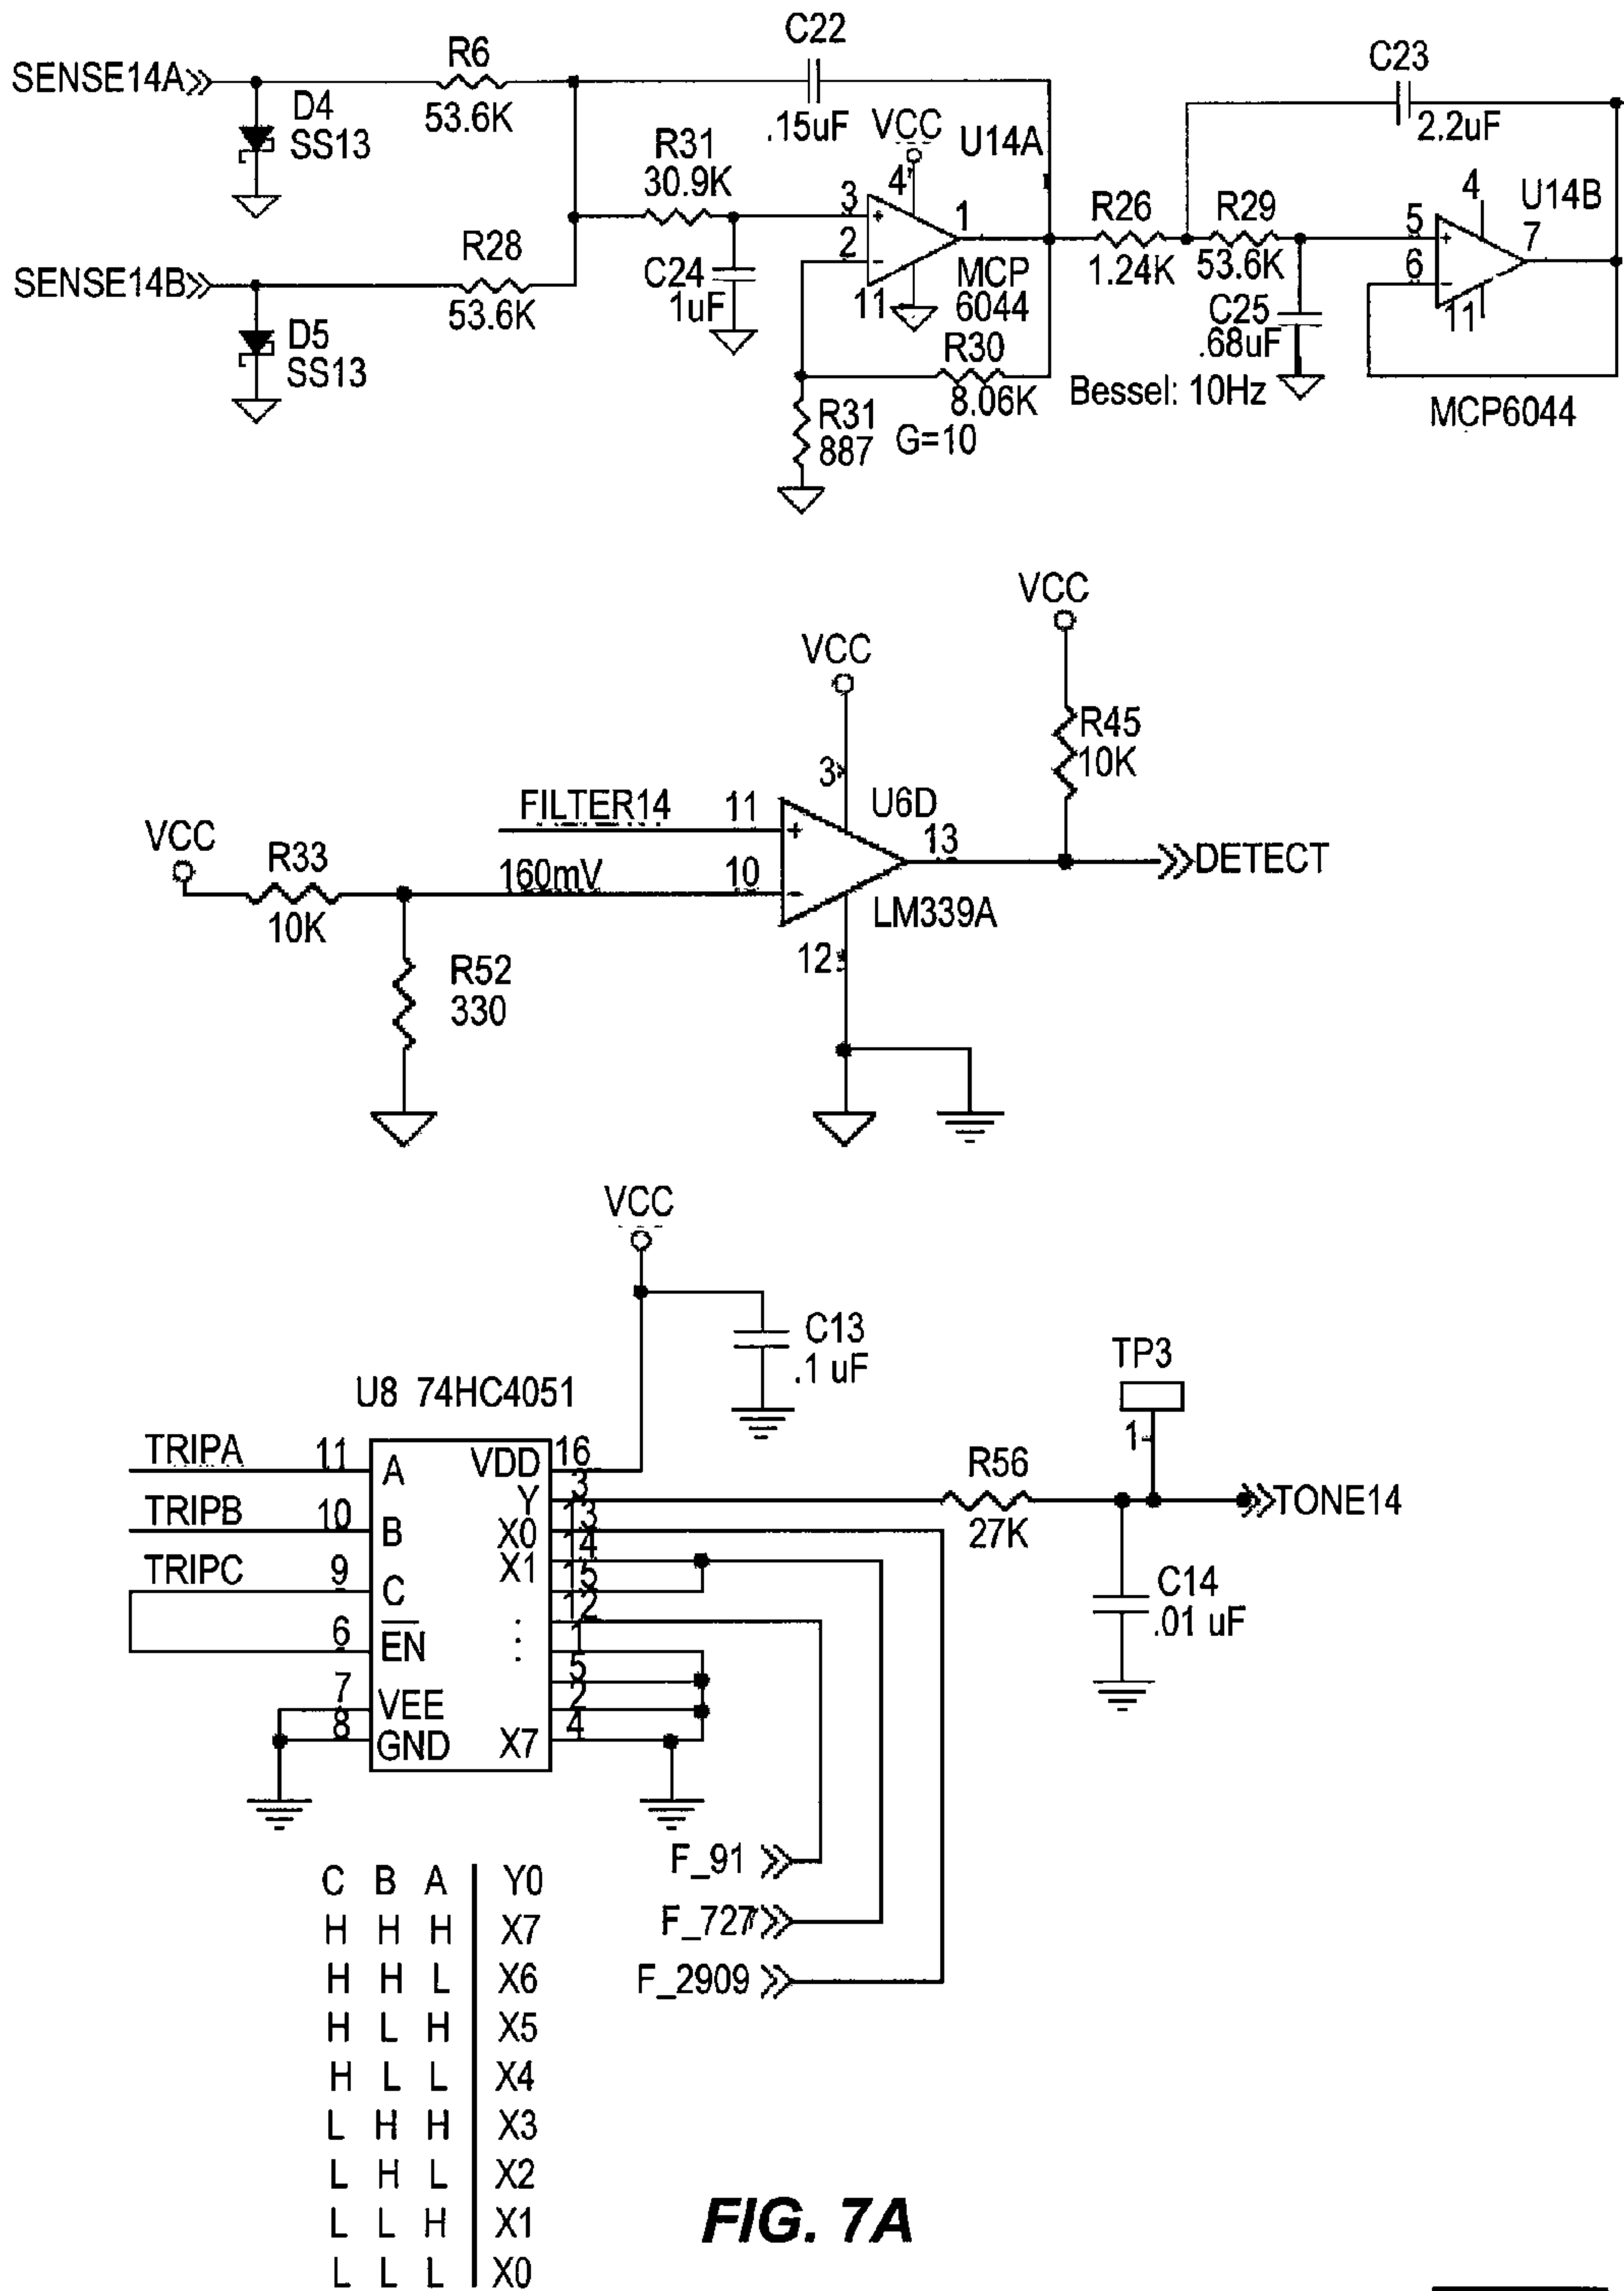 C22
R6
C23
SENSE14A
53.6K
D4
SS13
.15uF
VCC
U14A
2.2uF
R31
30.9K
4
3
2
1
R26
R29
4
U14B
5
6
7
R28
SENSE14B
53.6K
C24
1uF
11
MCP
6044
1.24K
53.6K
C25
.68uF
11
D5
SS13
R30
8.06K
Bessel: 10Hz
MCP6044
R31
887
G=10
VCC
VCC
R45
10K
3
FILTER14
11
U6D
13
VCC
R33
10K
160mV
10
DETECT
LM339A
12
R52
330
VCC
C13
.1 uF
TP3
U8 74HC4051
1
TRIPA
11
A
VDD
16
R56
27K
TONE14
Y
3
TRIPB
10
B
X0
13
X1
14
TRIPC
9
C
15
12
C14
.01 uF
6
EN
:
:
1
5
7
VEE
2
8
GND
X7
4
F_91
F_727
F_2909
C B A Y0
H H H X7
H H L X6
H L H X5
H L L X4
L H H X3
L H L X2
L L H X1
L L L X0
FIG. 7A